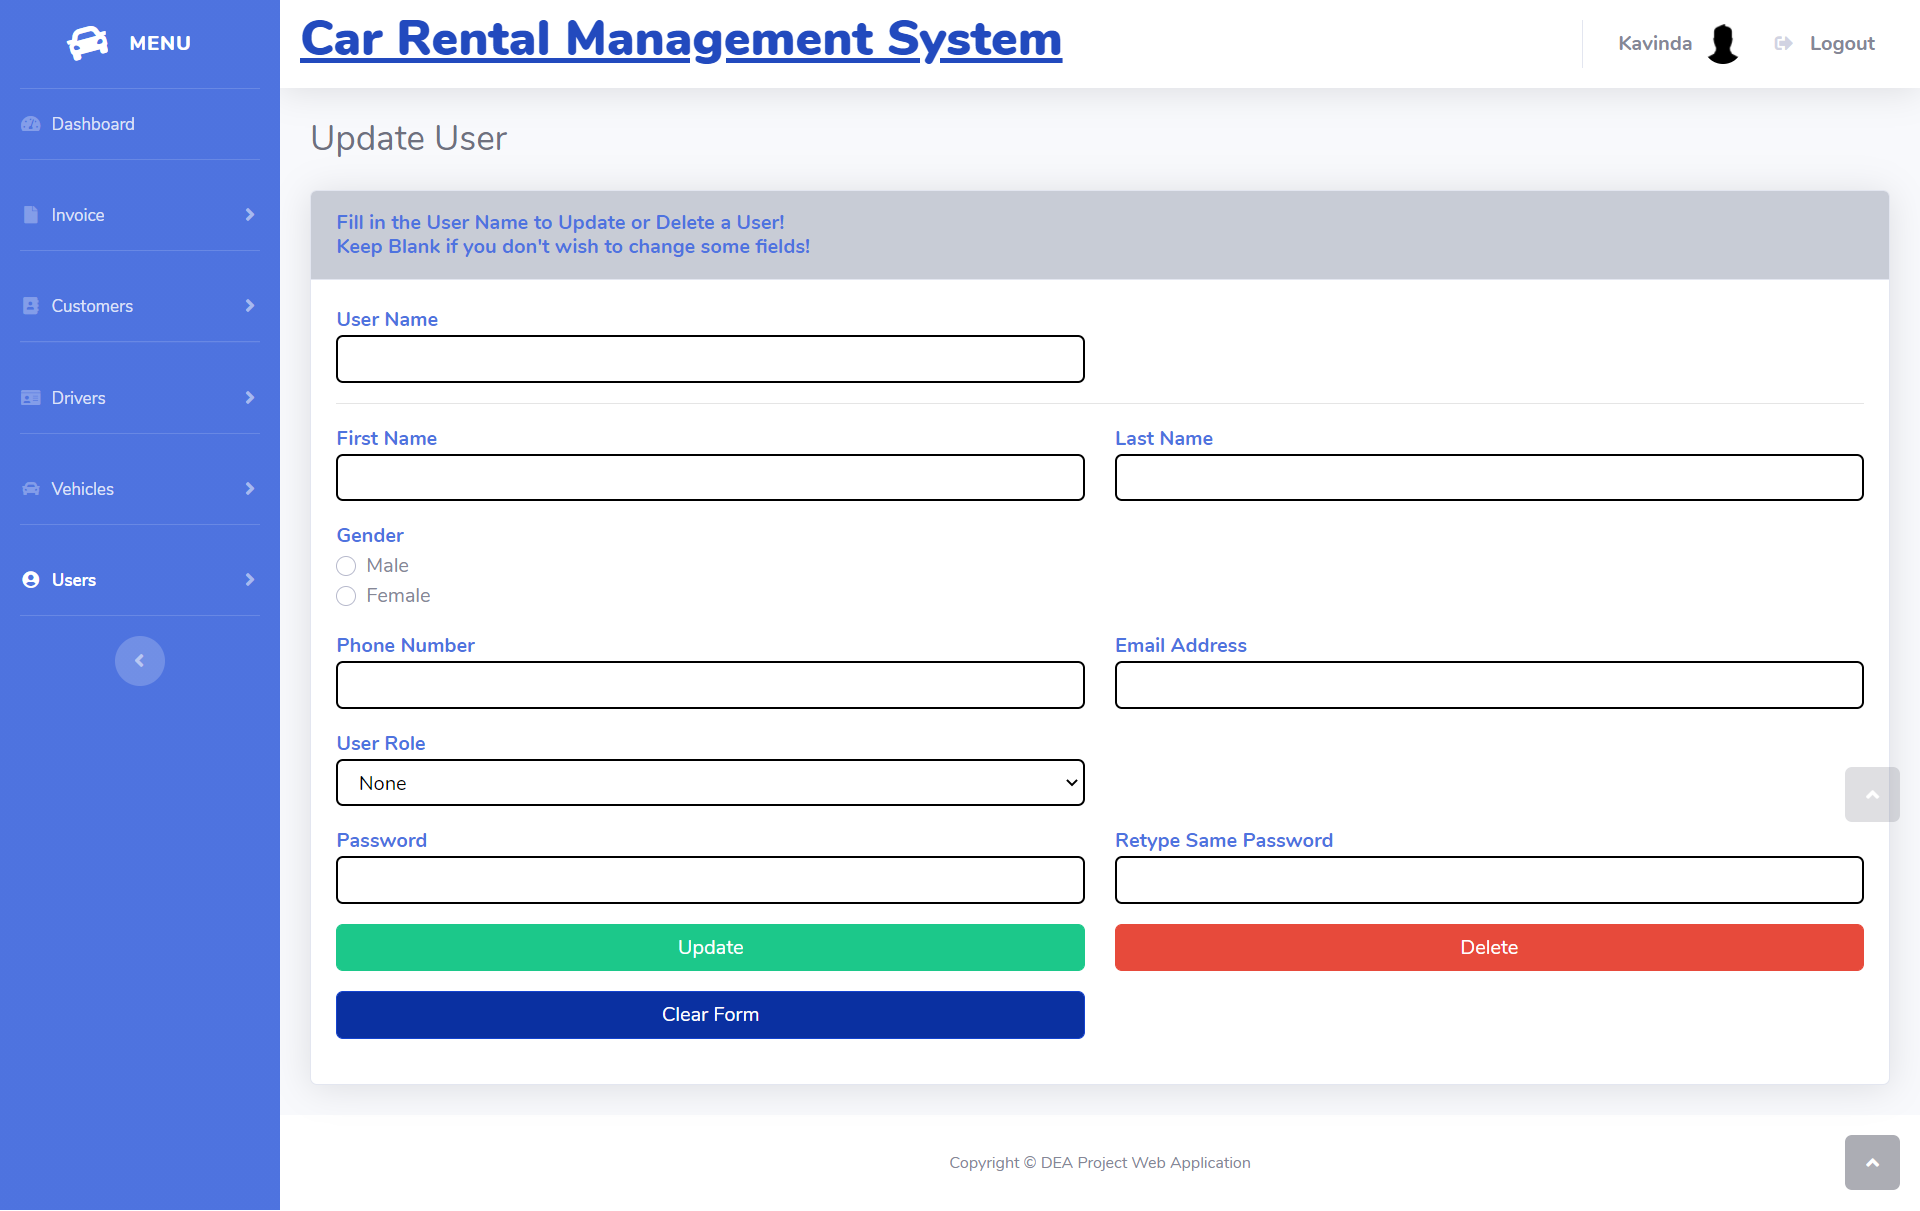 MENU
Dashboard
Invoice
Customers
Drivers
Vehicles
Users
Car Rental Management System
Kavinda
Logout
Update User
Fill in the User Name to Update or Delete a User!
Keep Blank if you don't wish to change some fields!
User Name
First Name
Last Name
Gender
Male
Female
Phone Number
Email Address
User Role
None
Password
Retype Same Password
Update
Delete
Clear Form
Copyright © DEA Project Web Application